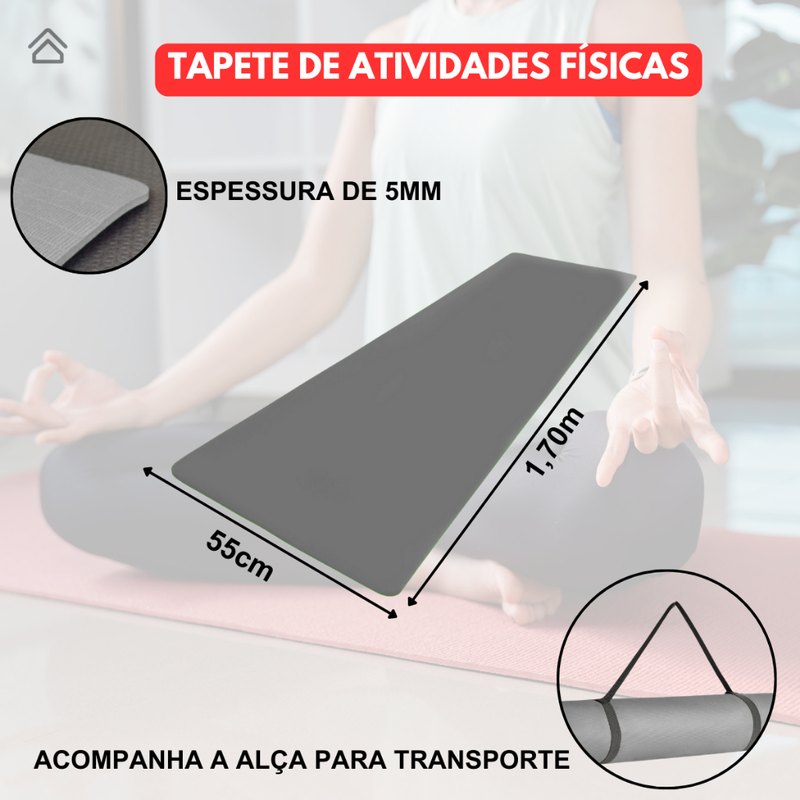 TAPETE DE ATIVIDADES FÍSICAS
ESPESSURA DE 5MM
1,70m
55cm
ACOMPANHA A ALÇA PARA TRANSPORTE